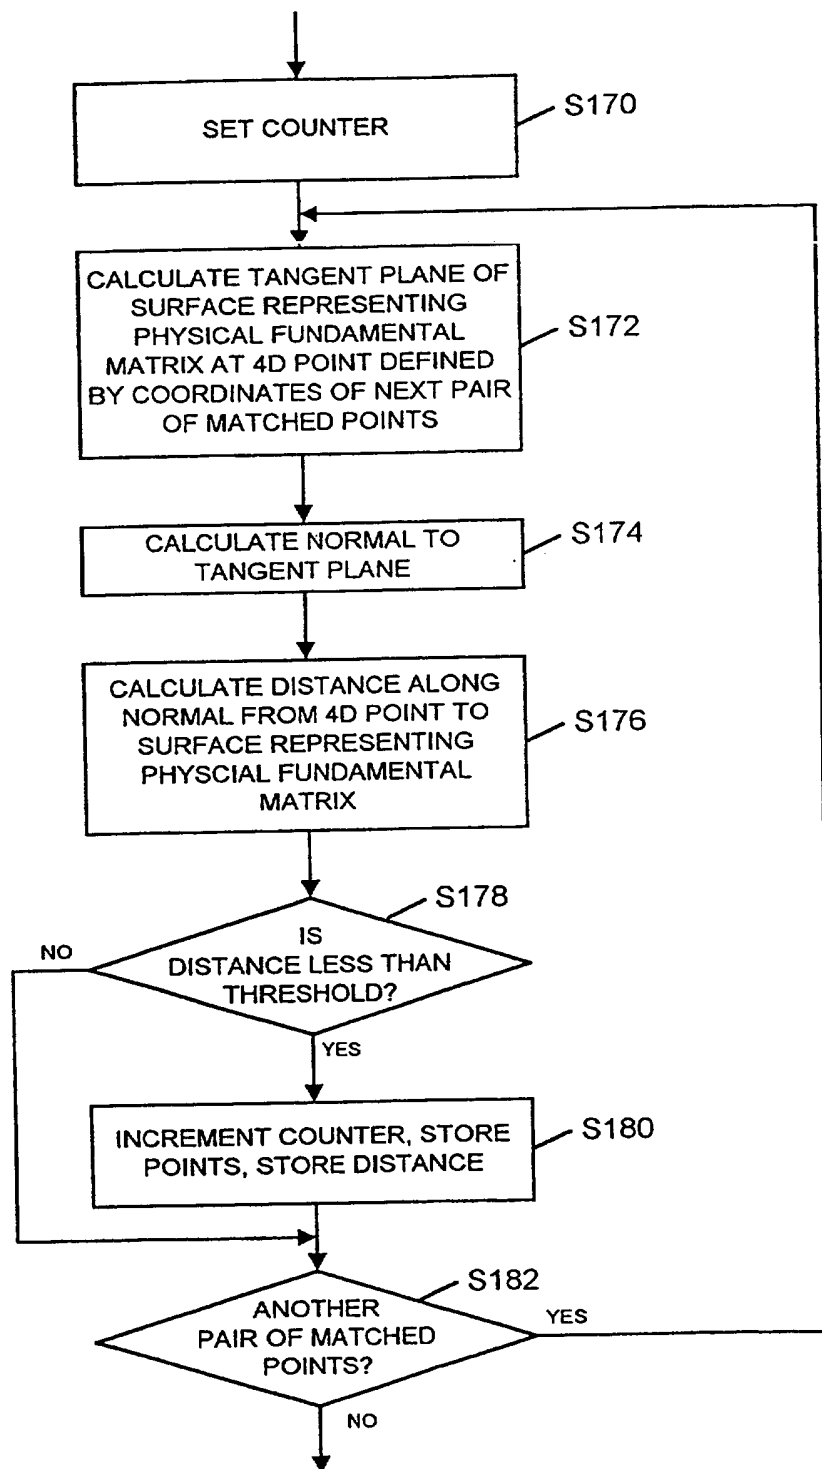 SET COUNTER
S170
CALCULATE TANGENT PLANE OF
SURFACE REPRESENTING
PHYSICAL FUNDAMENTAL
MATRIX AT 4D POINT DEFINED
BY COORDINATES OF NEXT PAIR
OF MATCHED POINTS
S172
CALCULATE NORMAL TO
TANGENT PLANE
S174
CALCULATE DISTANCE ALONG
NORMAL FROM 4D POINT TO
SURFACE REPRESENTING
PHYSCIAL FUNDAMENTAL
MATRIX
S176
S178
NO
IS
DISTANCE LESS THAN
THRESHOLD?
YES
INCREMENT COUNTER, STORE
POINTS, STORE DISTANCE
S180
S182
ANOTHER
PAIR OF MATCHED
POINTS?
YES
NO